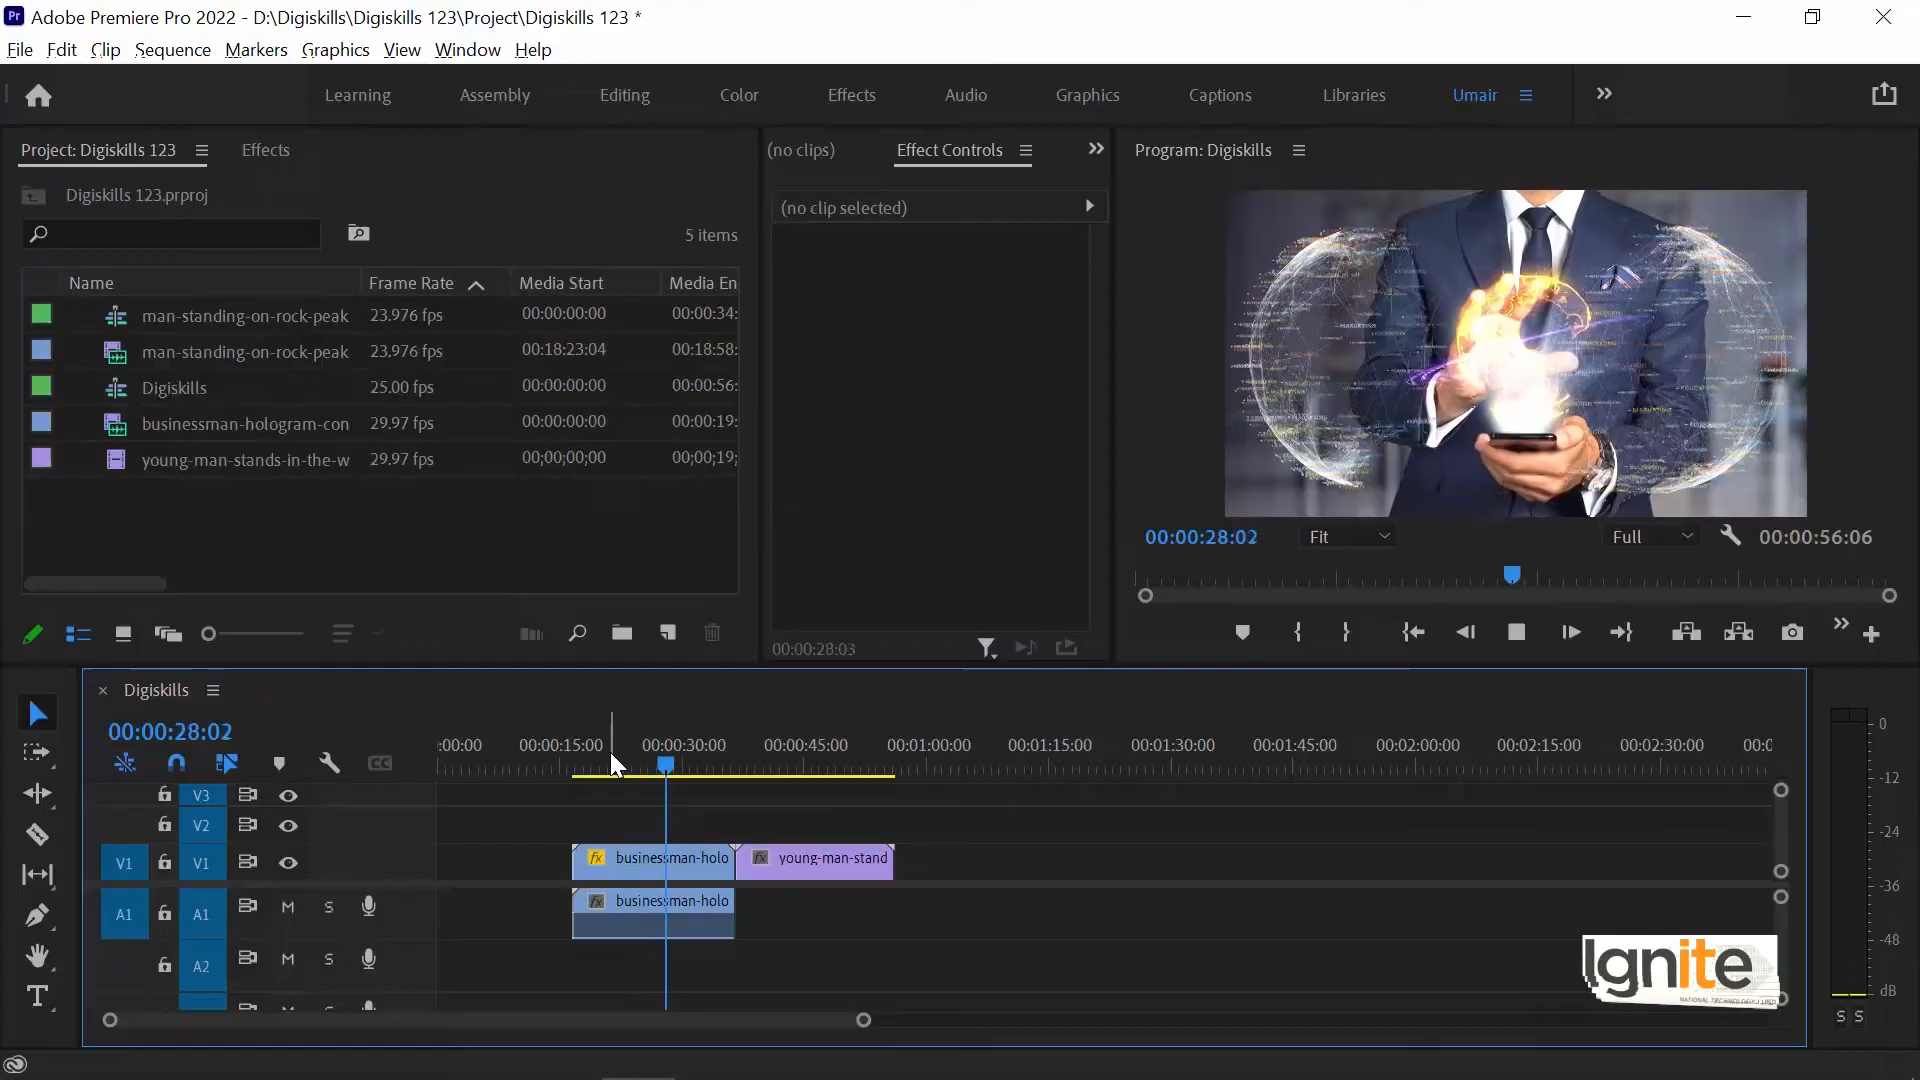 Adobe Premiere Pro 2022 - D:\Digiskills\Digiskills 123\Project\Digiskills 123 *
File Edit Clip Sequence Markers Graphics View Window Help
Learning Assembly Editing Color Effects Audio Graphics Captions Libraries Umair
Project: Digiskills 123 Effects
(no clips) Effect Controls
Program: Digiskills
Digiskills 123.prproj
(no clip selected)
5 items
Name Frame Rate Media Start Media En
man-standing-on-rock-peak 23.976 fps 00:00:00:00 00:00:34:
man-standing-on-rock-peak 23.976 fps 00:18:23:04 00:18:58:
Digiskills 25.00 fps 00:00:00:00 00:00:56:
businessman-hologram-con 29.97 fps 00:00:00:00 00:00:19:
young-man-stands-in-the-w 29.97 fps 00;00;00;00 00;00;19;
00:00:28:02 Fit Full 00:00:56:06
00:00:28:03
Digiskills
00:00:28:02
:00:00 00:00:15:00 00:00:30:00 00:00:45:00 00:01:00:00 00:01:15:00 00:01:30:00 00:01:45:00 00:02:00:00 00:02:15:00 00:02:30:00 00:0
CC
V3
V2
V1 V1 fx businessman-holo fx young-man-stand
A1 A1 M S fx businessman-holo
A2 M S
0
-12
-24
-36
-48
dB
S S
Ignite